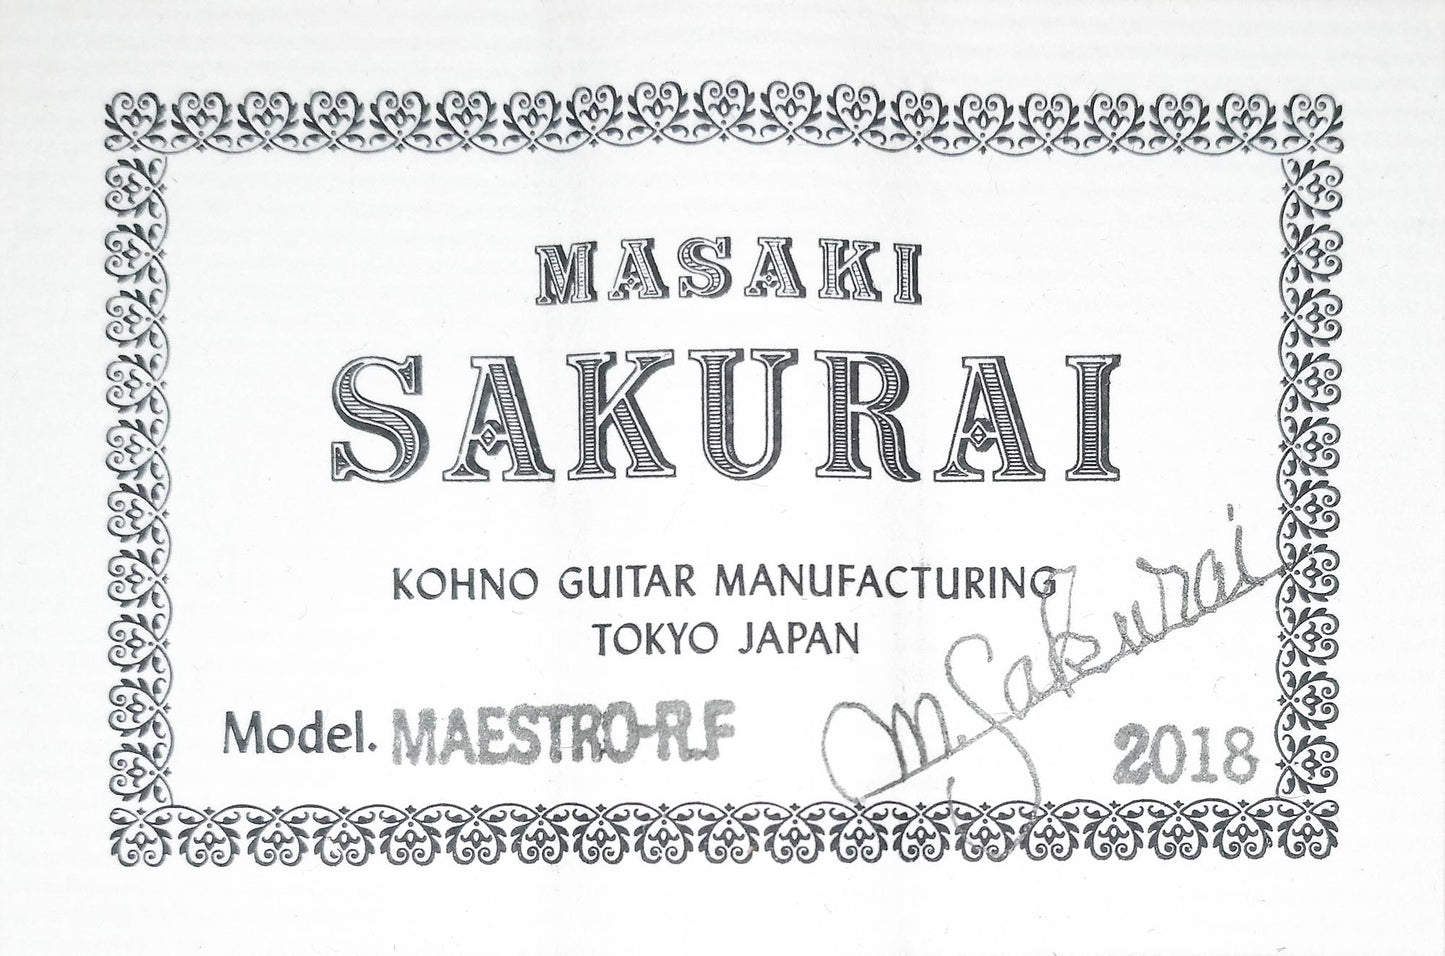 MASAKI
SAKURAI
KOHNO GUITAR MANUFACTURING
TOKYO JAPAN
Model. MAESTRO-R.F
M. Sakurai
2018